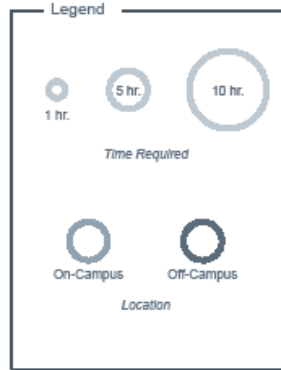 Legend
5 hr.
10 hr.
1 hr.
Time Required
On-Campus
Off-Campus
Location